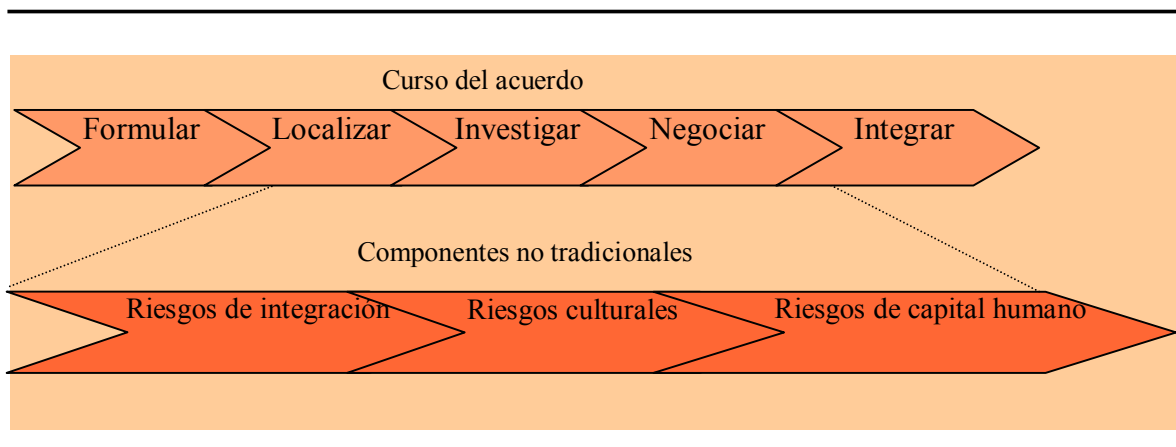 Curso del acuerdo
Formular Localizar Investigar Negociar Integrar
Componentes no tradicionales
Riesgos de integración Riesgos culturales Riesgos de capital humano